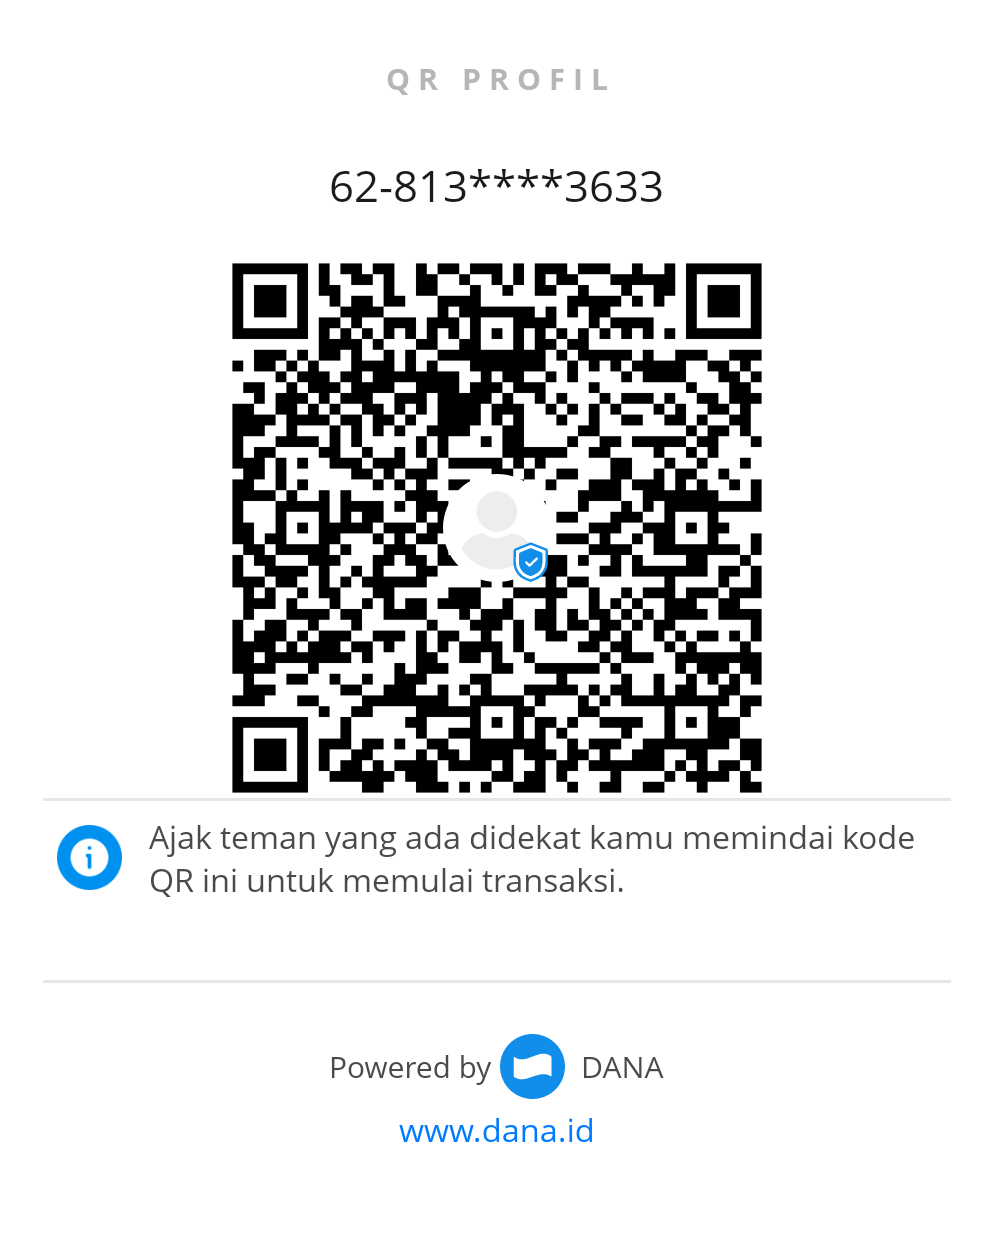 QR PROFIL
62-813****3633
Ajak teman yang ada didekat kamu memindai kode
QR ini untuk memulai transaksi.
Powered by DANA
www.dana.id